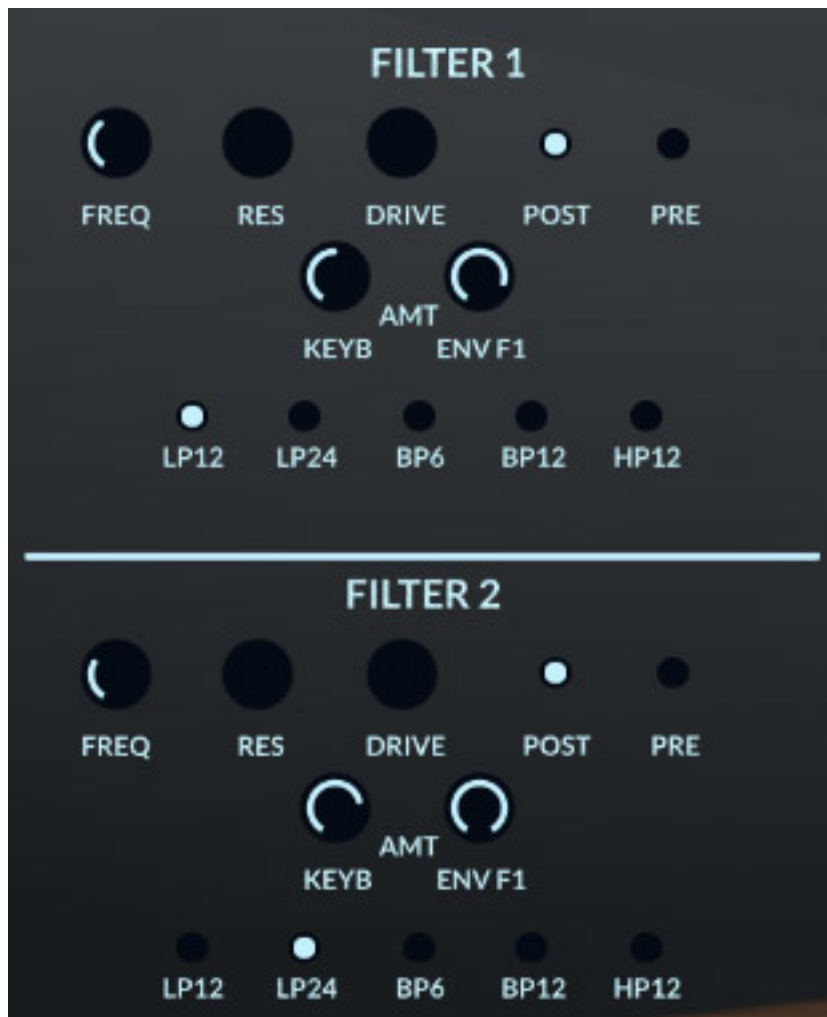 FILTER 1
FREQ RES DRIVE POST PRE
AMT
KEYB ENV F1
LP12 LP24 BP6 BP12 HP12
FILTER 2
FREQ RES DRIVE POST PRE
AMT
KEYB ENV F1
LP12 LP24 BP6 BP12 HP12